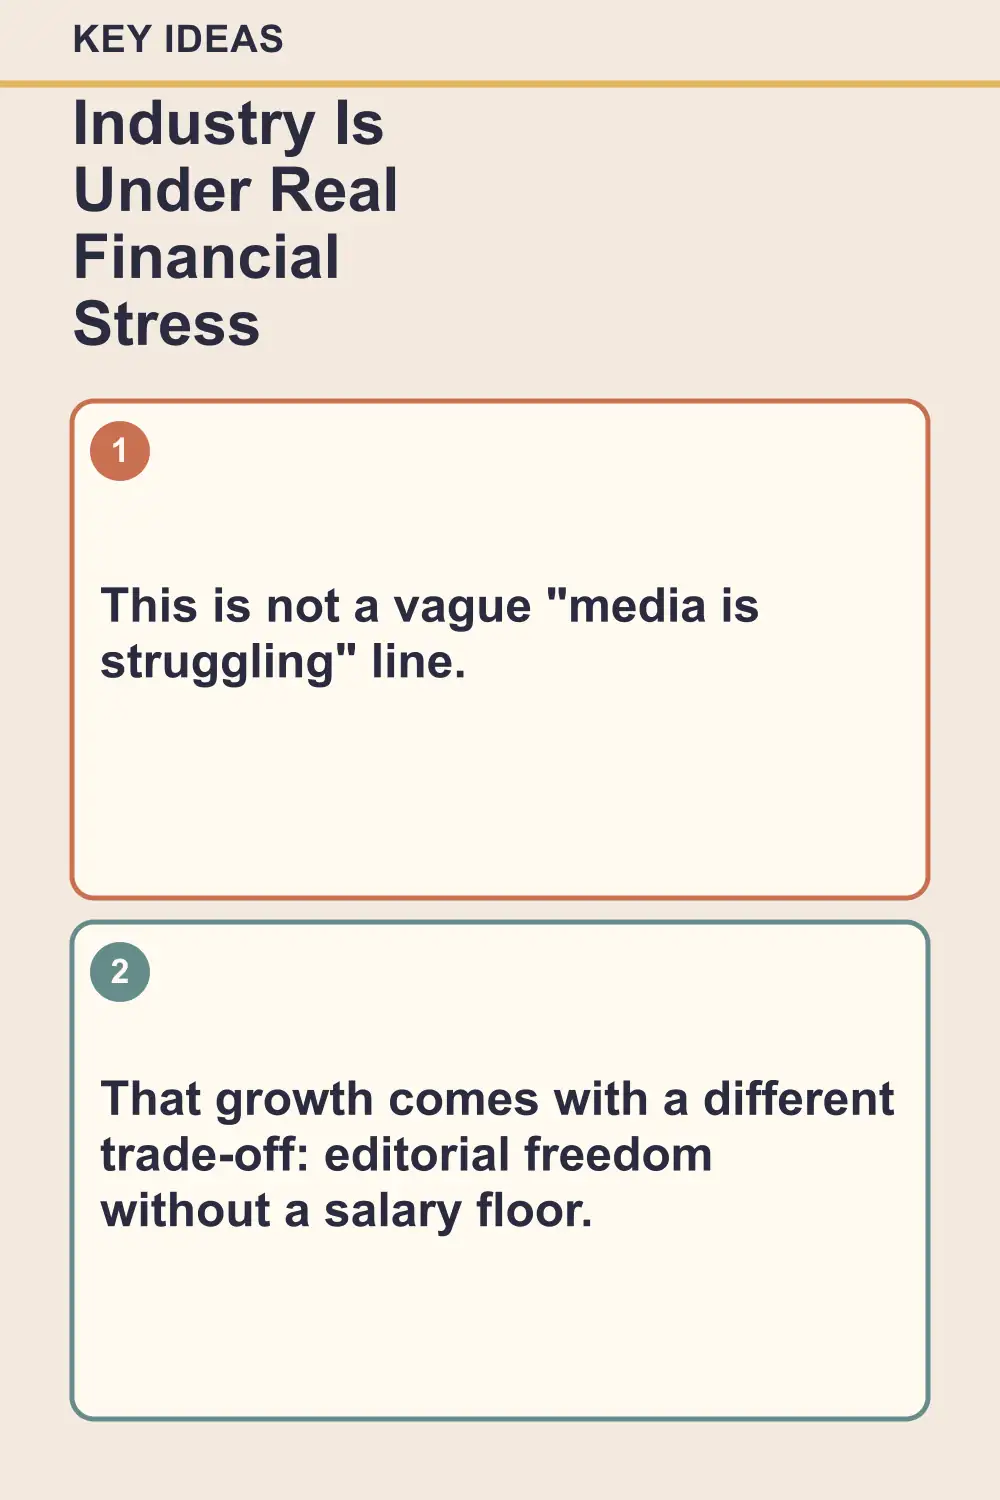 KEY IDEAS
Industry Is
Under Real
Financial
Stress
1
This is not a vague "media is
struggling" line.
2
That growth comes with a different
trade-off: editorial freedom
without a salary floor.